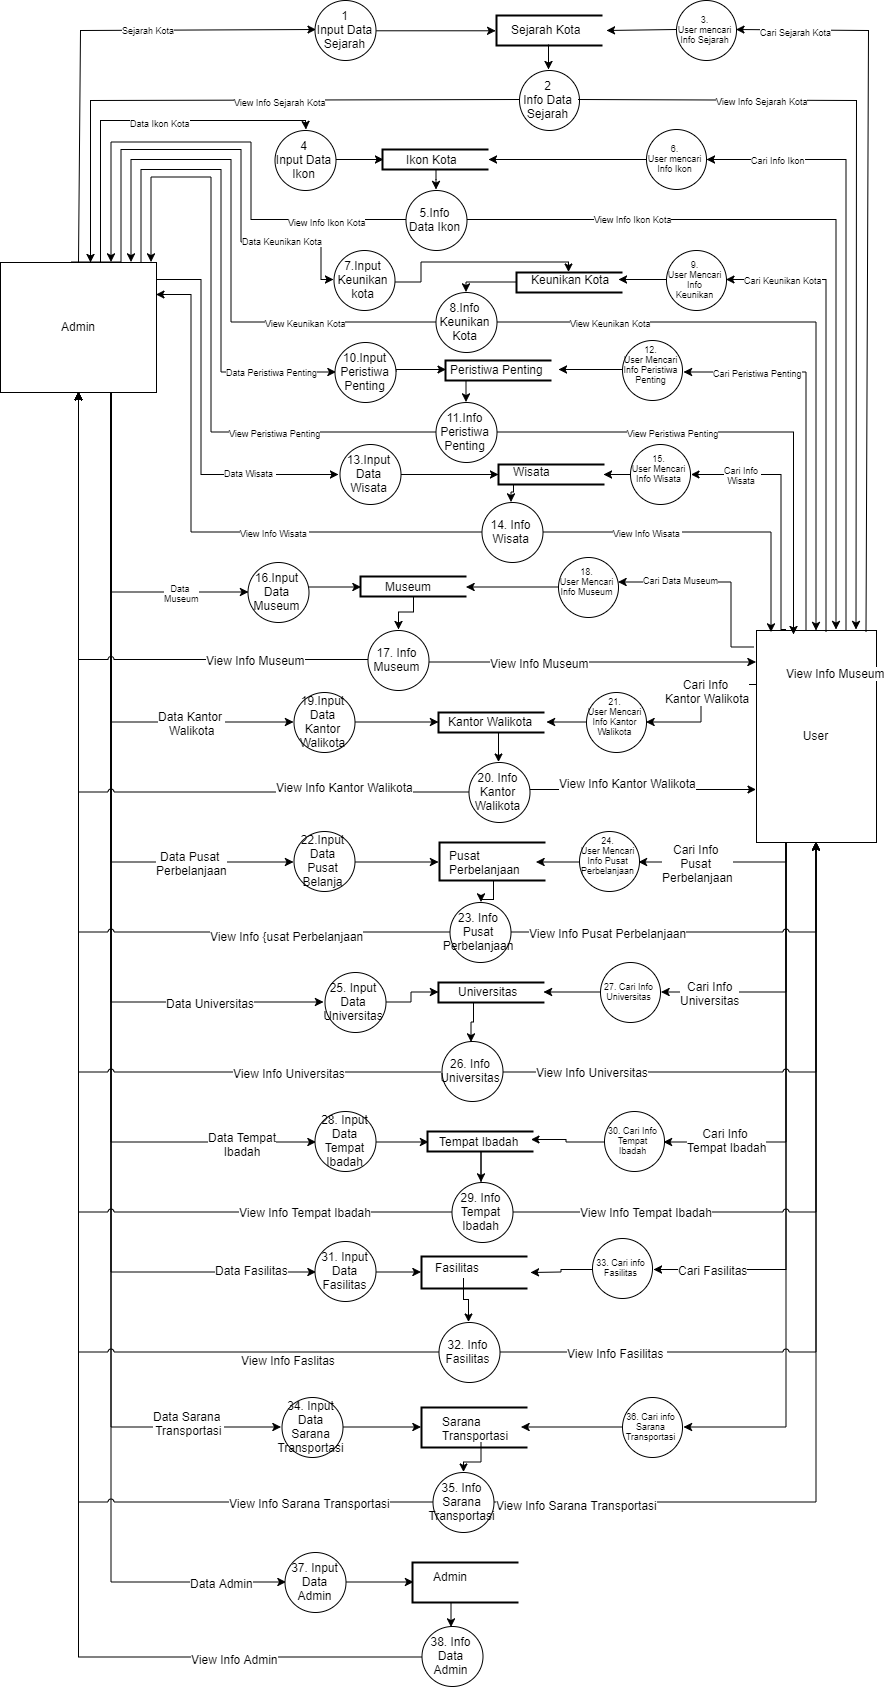 1
Input Data
Sejarah
Sejarah Kota
Sejarah Kota
3.
User mencari
Info Sejarah
Cari Sejarah Kota
2
Info Data
Sejarah
View Info Sejarah Kota
View Info Sejarah Kota
Data Ikon Kota
4
Input Data
Ikon
Ikon Kota
6.
User mencari
Info Ikon
Cari Info Ikon
5.Info
Data Ikon
View Info Ikon Kota
View Info Ikon Kota
Data Keunikan Kota
7.Input
Keunikan
kota
Keunikan Kota
9.
User Mencari
Info
Keunikan
Cari Keunikan Kota
Admin
8.Info
Keunikan
Kota
View Keunikan Kota
View Keunikan Kota
Data Peristiwa Penting
10.Input
Peristiwa
Penting
Peristiwa Penting
12.
User Mencari
Info Peristiwa
Penting
Cari Peristiwa Penting
11.Info
Peristiwa
Penting
View Peristiwa Penting
View Peristiwa Penting
Data Wisata
13.Input
Data
Wisata
Wisata
15.
User Mencari
Info Wisata
Cari Info
Wisata
14. Info
Wisata
View Info Wisata
View Info Wisata
Data
Museum
16.Input
Data
Museum
Museum
18.
User Mencari
Info Museum
Cari Data Museum
17. Info
Museum
View Info Museum
View Info Museum
View Info Museum
User
Data Kantor
Walikota
19.Input
Data
Kantor
Walikota
Kantor Walikota
21.
User Mencari
Info Kantor
Walikota
Cari Info
Kantor Walikota
20. Info
Kantor
Walikota
View Info Kantor Walikota
View Info Kantor Walikota
Data Pusat
Perbelanjaan
22.Input
Data
Pusat
Belanja
Pusat
Perbelanjaan
24.
User Mencari
Info Pusat
Perbelanjaan
Cari Info
Pusat
Perbelanjaan
23. Info
Pusat
Perbelanjaan
View Info {usat Perbelanjaan
View Info Pusat Perbelanjaan
Data Universitas
25. Input
Data
Universitas
Universitas
27. Cari Info
Universitas
Cari Info
Universitas
26. Info
Universitas
View Info Universitas
View Info Universitas
Data Tempat
Ibadah
28. Input
Data
Tempat
Ibadah
Tempat Ibadah
30. Cari Info
Tempat
Ibadah
Cari Info
Tempat Ibadah
29. Info
Tempat
Ibadah
View Info Tempat Ibadah
View Info Tempat Ibadah
Data Fasilitas
31. Input
Data
Fasilitas
Fasilitas
33. Cari info
Fasilitas
Cari Fasilitas
32. Info
Fasilitas
View Info Faslitas
View Info Fasilitas
Data Sarana
Transportasi
34. Input
Data
Sarana
Transportasi
Sarana
Transportasi
36. Cari info
Sarana
Transportasi
35. Info
Sarana
Transportasi
View Info Sarana Transportasi
View Info Sarana Transportasi
Data Admin
37. Input
Data
Admin
Admin
38. Info
Data
Admin
View Info Admin